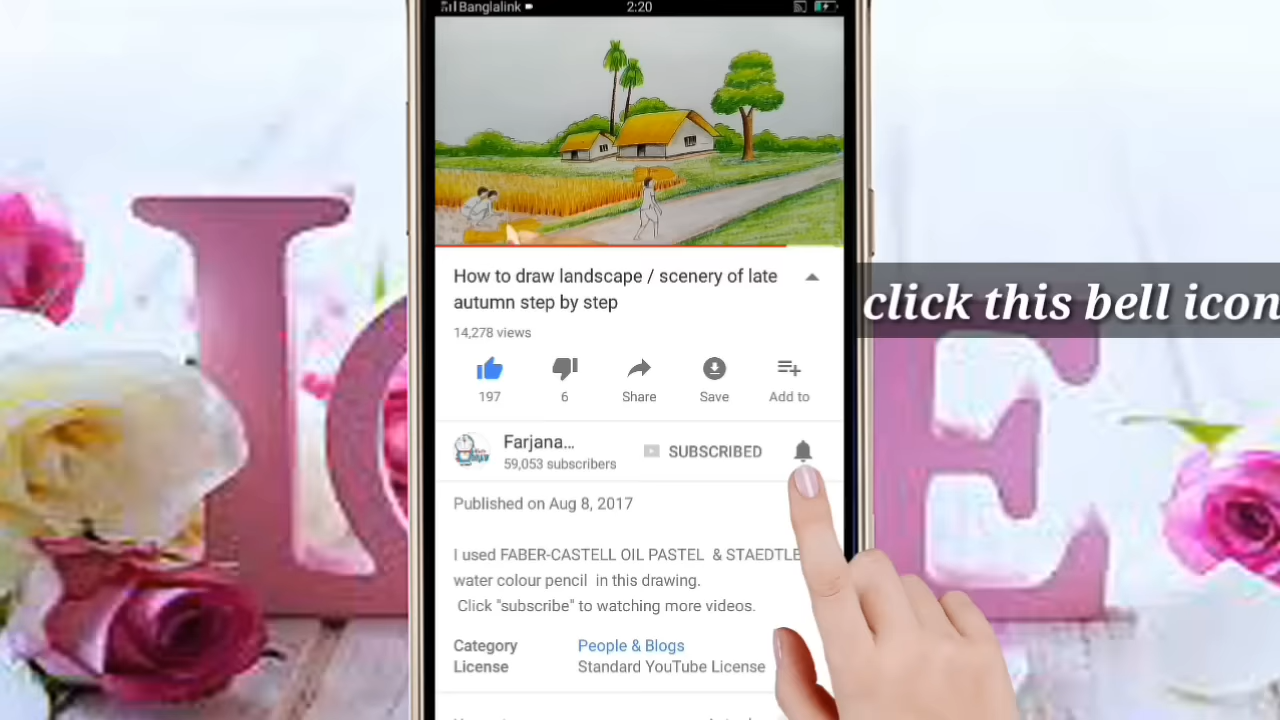 Banglalink
2:20
How to draw landscape / scenery of late
autumn step by step
14,278 views
197
6
Share
Save
Add to
Farjana...
59,053 subscribers
SUBSCRIBED
click this bell icon
Published on Aug 8, 2017
I used FABER-CASTELL OIL PASTEL & STAEDTLE
water colour pencil in this drawing.
Click "subscribe" to watching more videos.
Category People & Blogs
License Standard YouTube License